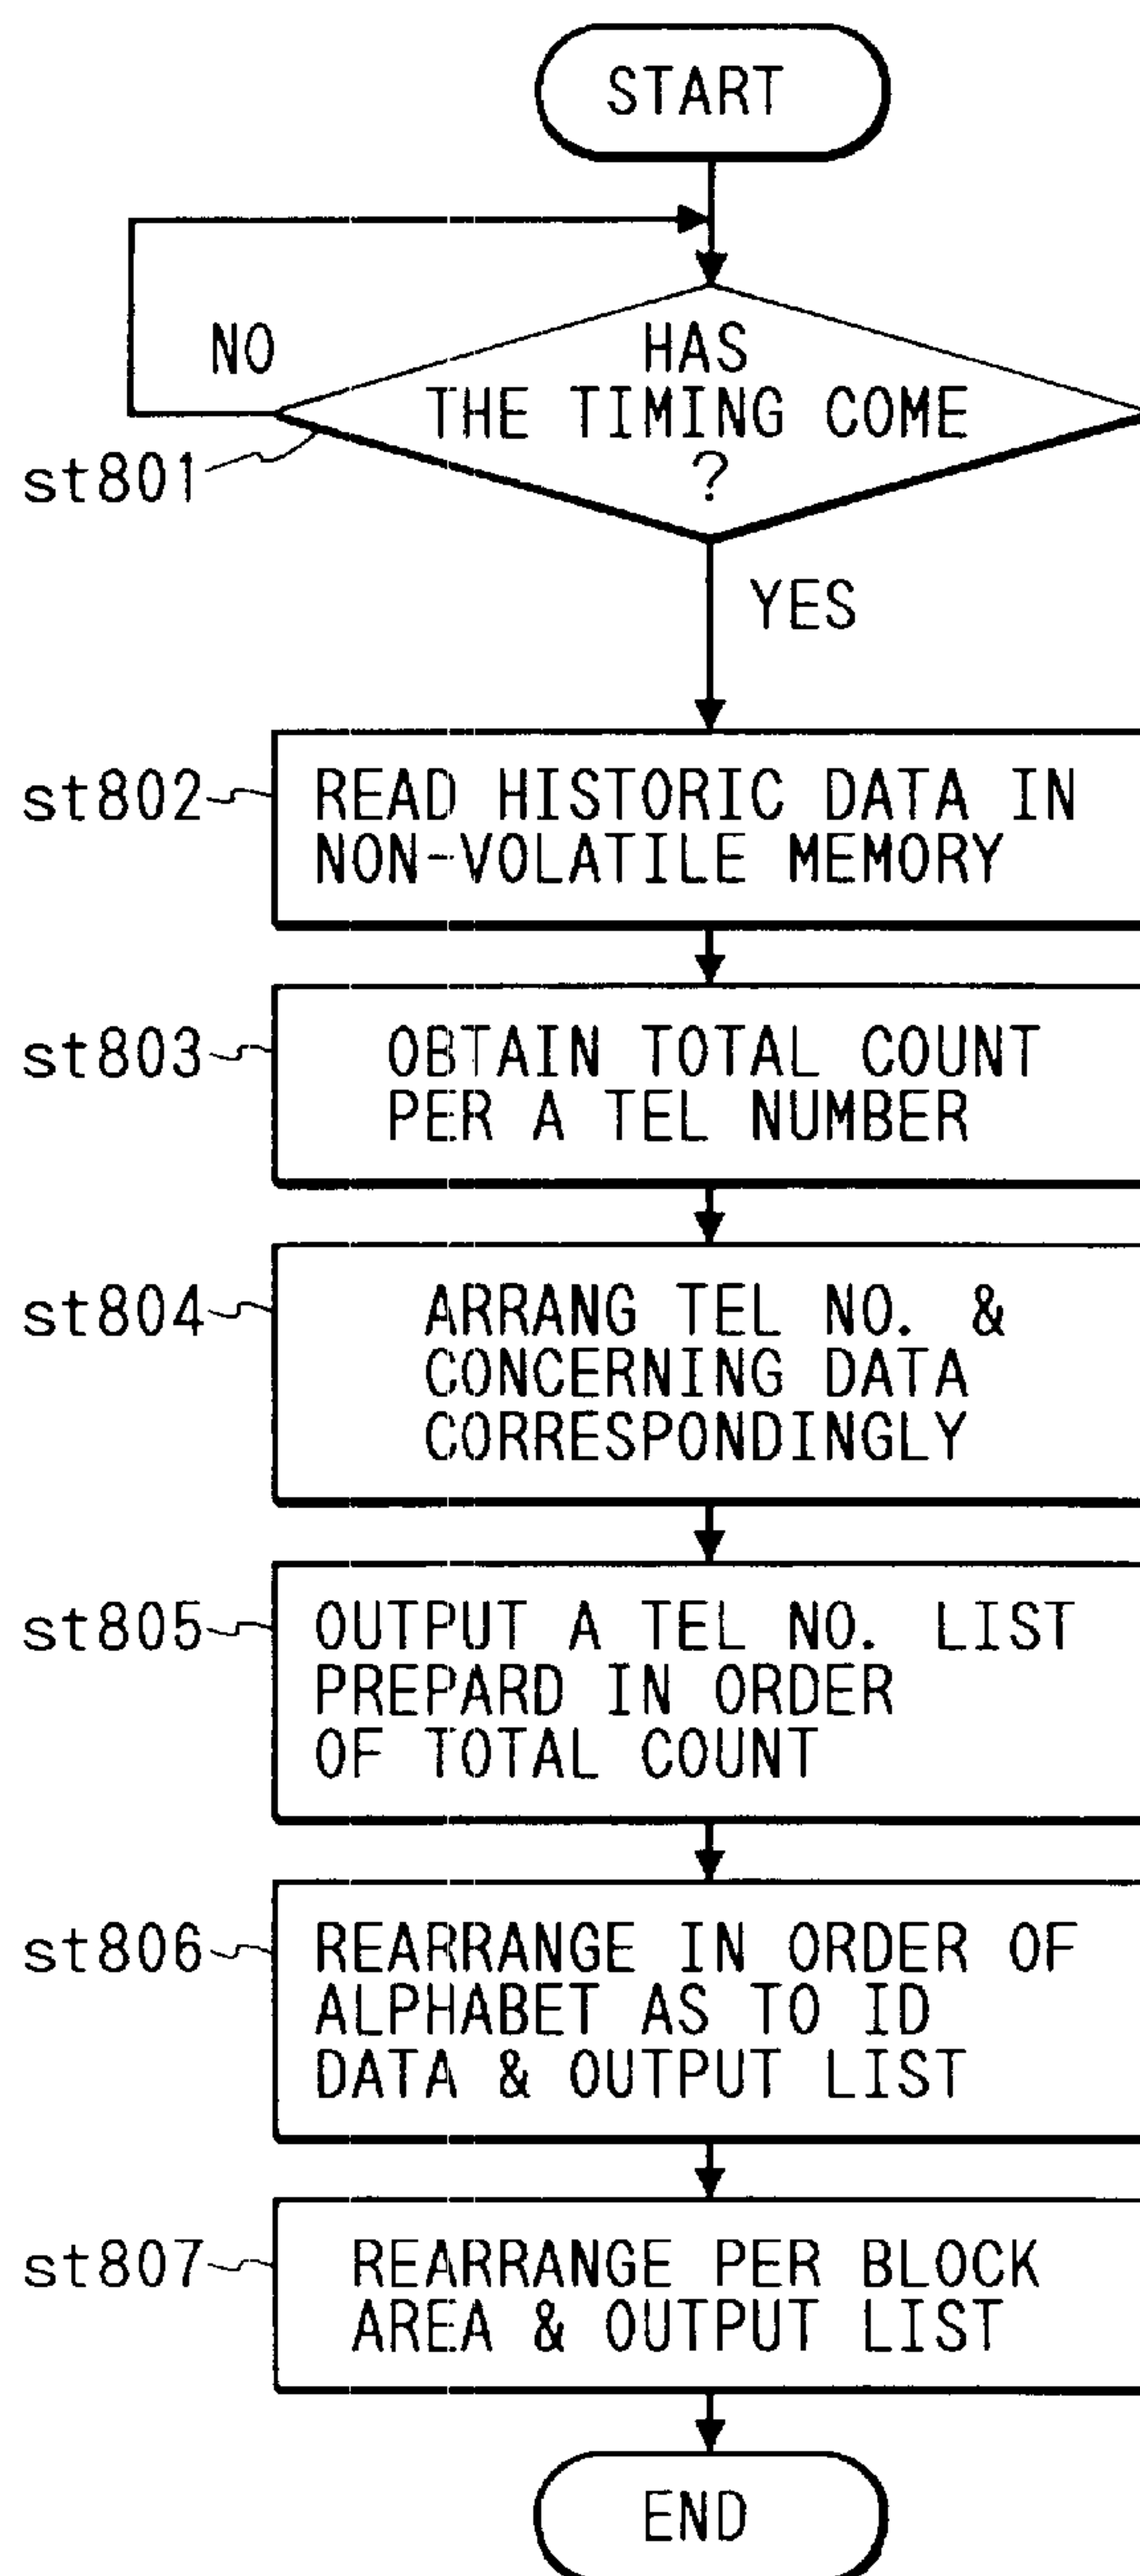 START
NO
HAS
THE TIMING COME
?
st801
YES
st802
READ HISTORIC DATA IN
NON-VOLATILE MEMORY
st803
OBTAIN TOTAL COUNT
PER A TEL NUMBER
st804
ARRANG TEL NO. &
CONCERNING DATA
CORRESPONDINGLY
st805
OUTPUT A TEL NO. LIST
PREPARD IN ORDER
OF TOTAL COUNT
st806
REARRANGE IN ORDER OF
ALPHABET AS TO ID
DATA & OUTPUT LIST
st807
REARRANGE PER BLOCK
AREA & OUTPUT LIST
END